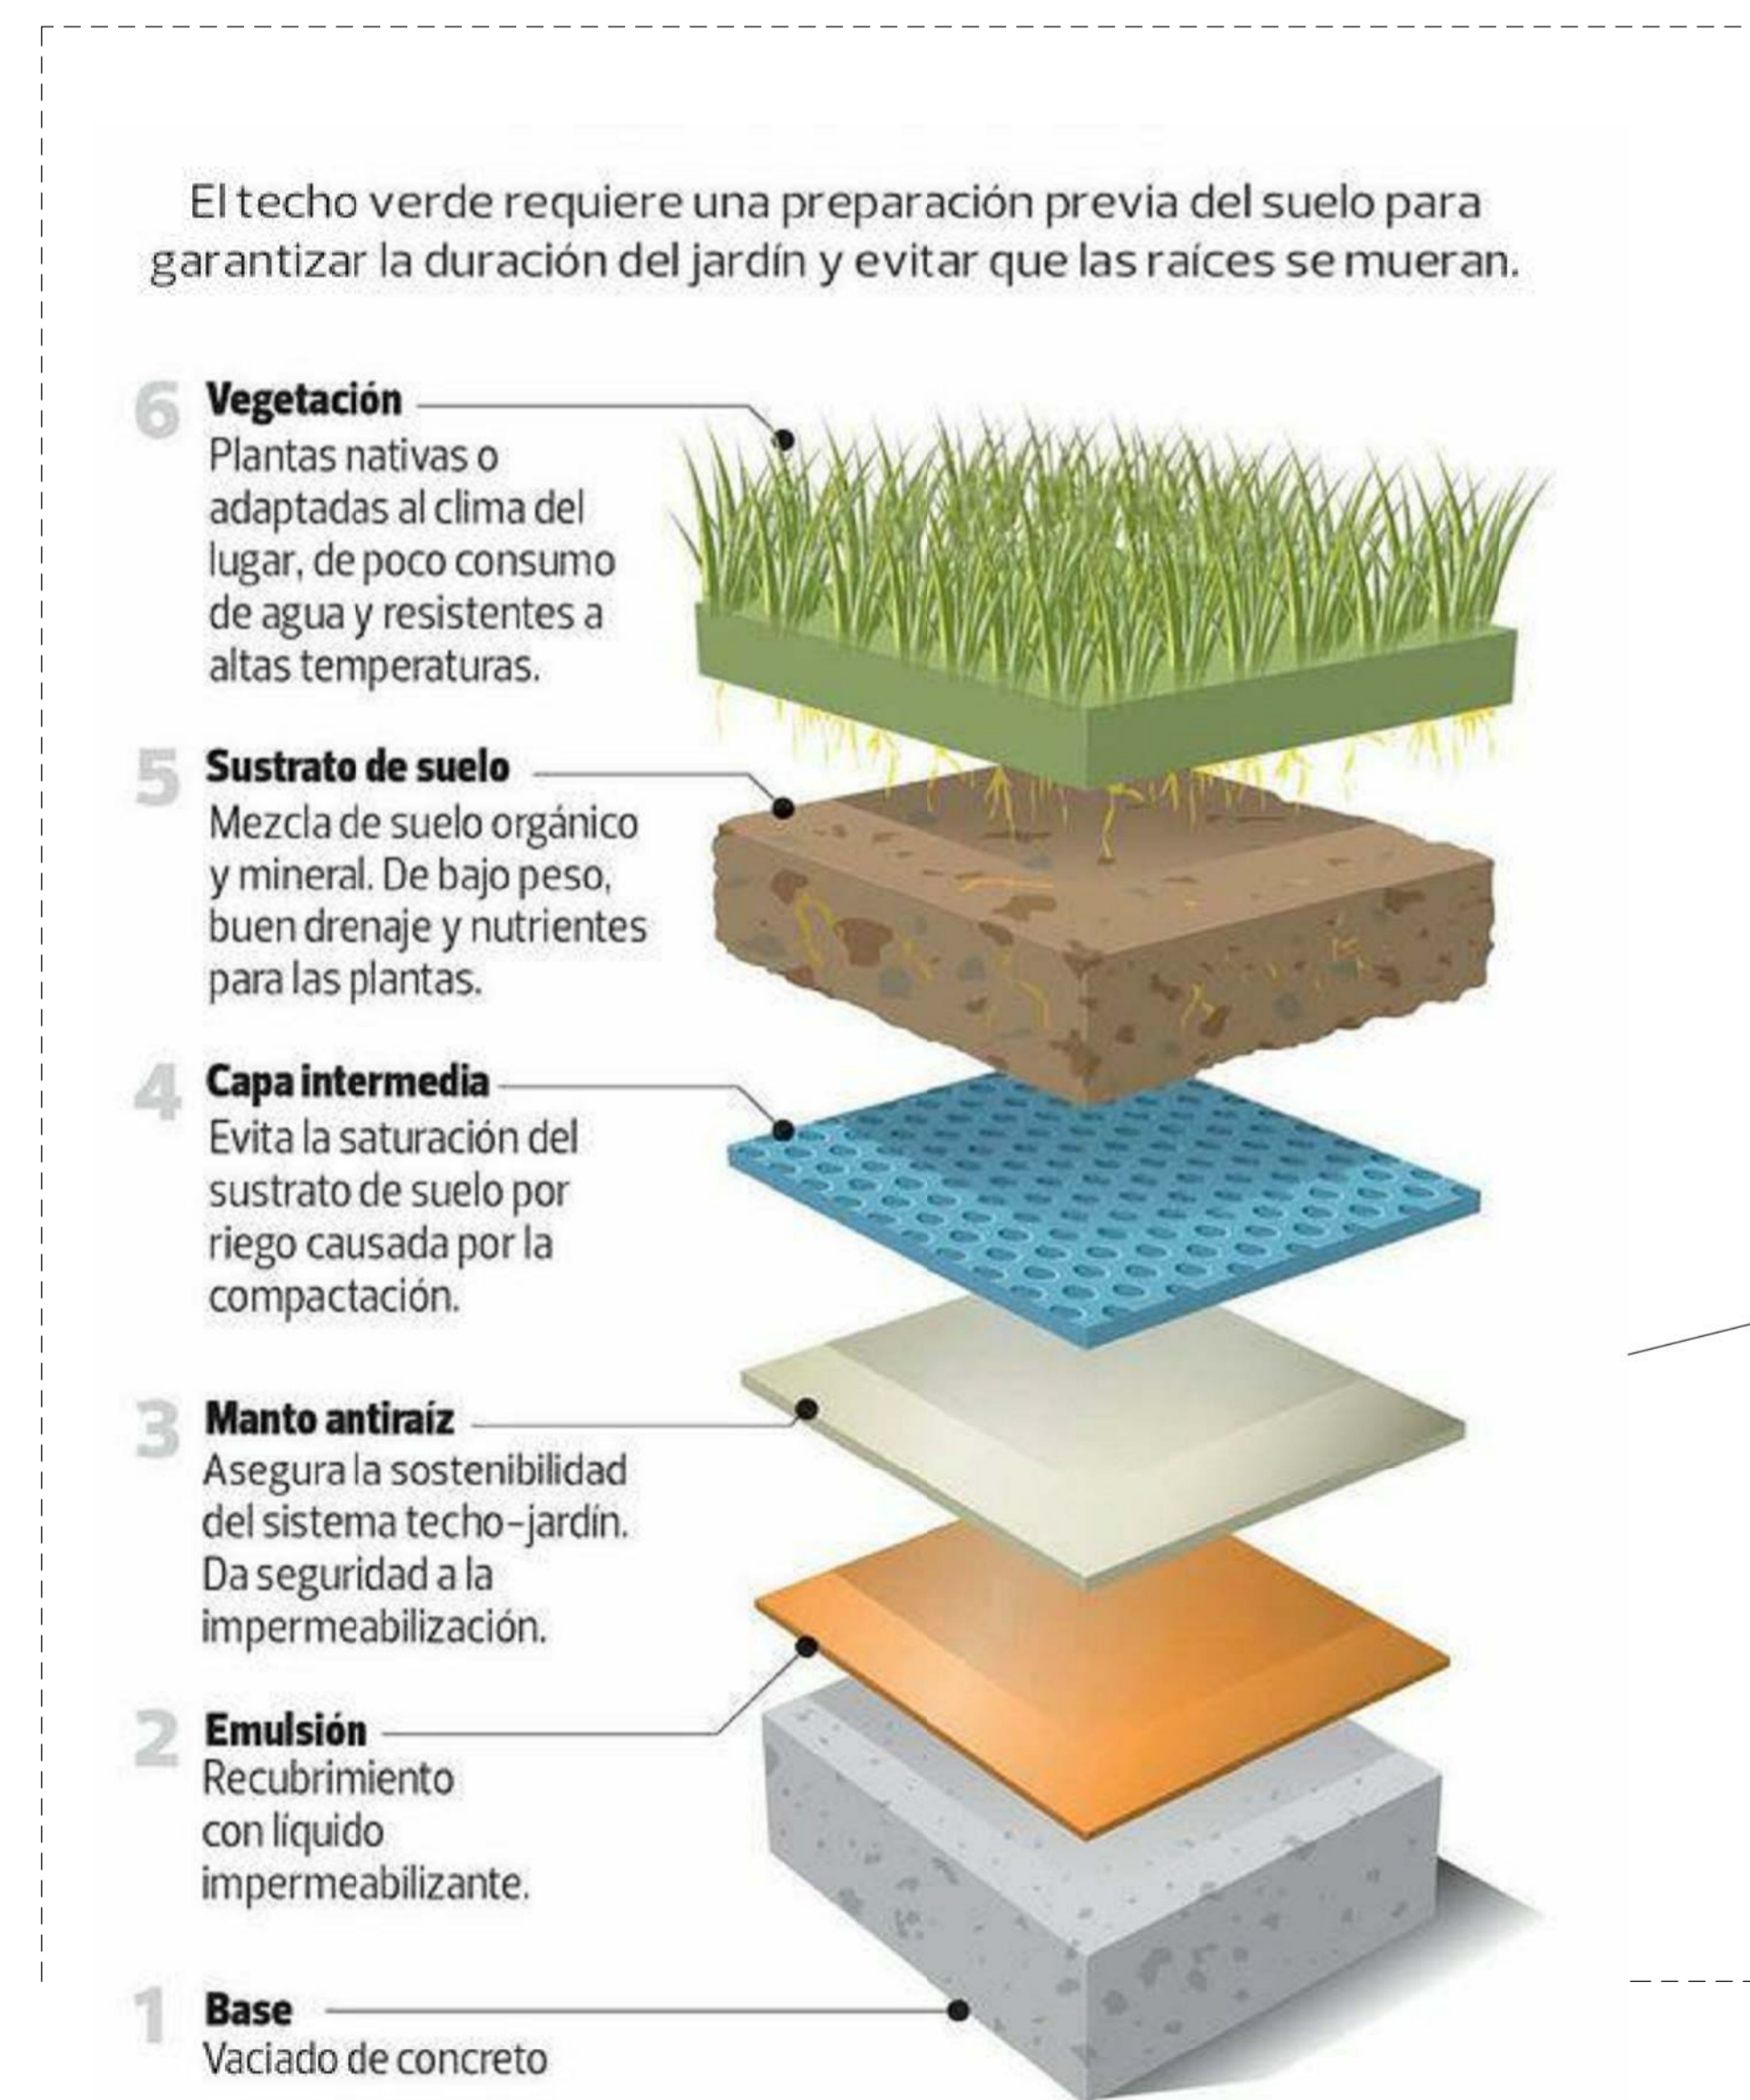 El techo verde requiere una preparación previa del suelo para
garantizar la duración del jardín y evitar que las raíces se mueran.
6 Vegetación
Plantas nativas o
adaptadas al clima del
lugar, de poco consumo
de agua y resistentes a
altas temperaturas.
5 Sustrato de suelo
Mezcla de suelo orgánico
y mineral. De bajo peso,
buen drenaje y nutrientes
para las plantas.
4 Capa intermedia
Evita la saturación del
sustrato de suelo por
riego causada por la
compactación.
3 Manto antiraíz
Asegura la sostenibilidad
del sistema techo-jardín.
Da seguridad a la
impermeabilización.
2 Emulsión
Recubrimiento
con líquido
impermeabilizante.
1 Base
Vaciado de concreto